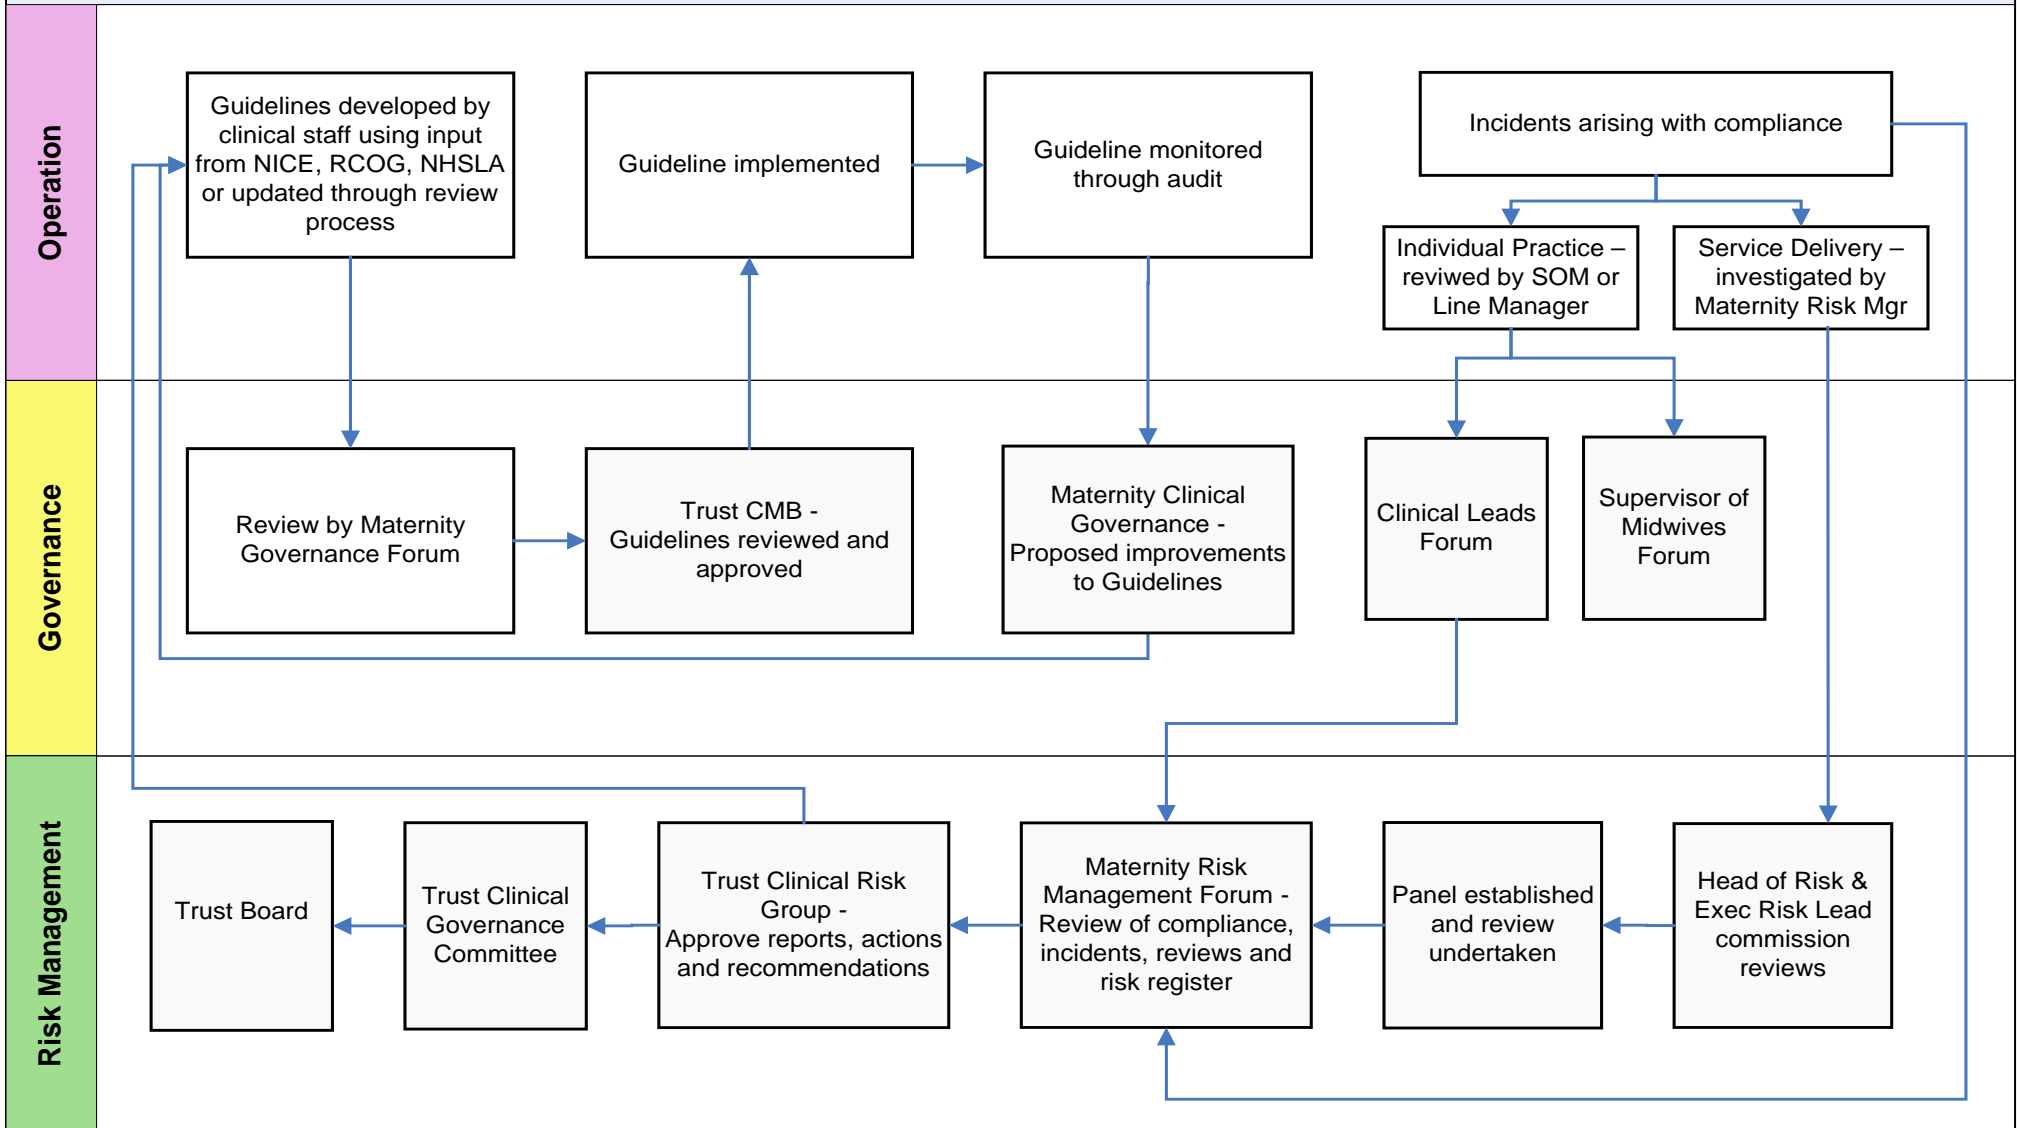 Operation
Guidelines developed by
clinical staff using input
from NICE, RCOG, NHSLA
or updated through review
process
Guideline implemented
Guideline monitored
through audit
Incidents arising with compliance
Individual Practice –
reviwed by SOM or
Line Manager
Service Delivery –
investigated by
Maternity Risk Mgr
Governance
Review by Maternity
Governance Forum
Trust CMB -
Guidelines reviewed and
approved
Maternity Clinical
Governance -
Proposed improvements
to Guidelines
Clinical Leads
Forum
Supervisor of
Midwives
Forum
Risk Management
Trust Board
Trust Clinical
Governance
Committee
Trust Clinical Risk
Group -
Approve reports, actions
and recommendations
Maternity Risk
Management Forum -
Review of compliance,
incidents, reviews and
risk register
Panel established
and review
undertaken
Head of Risk &
Exec Risk Lead
commission
reviews